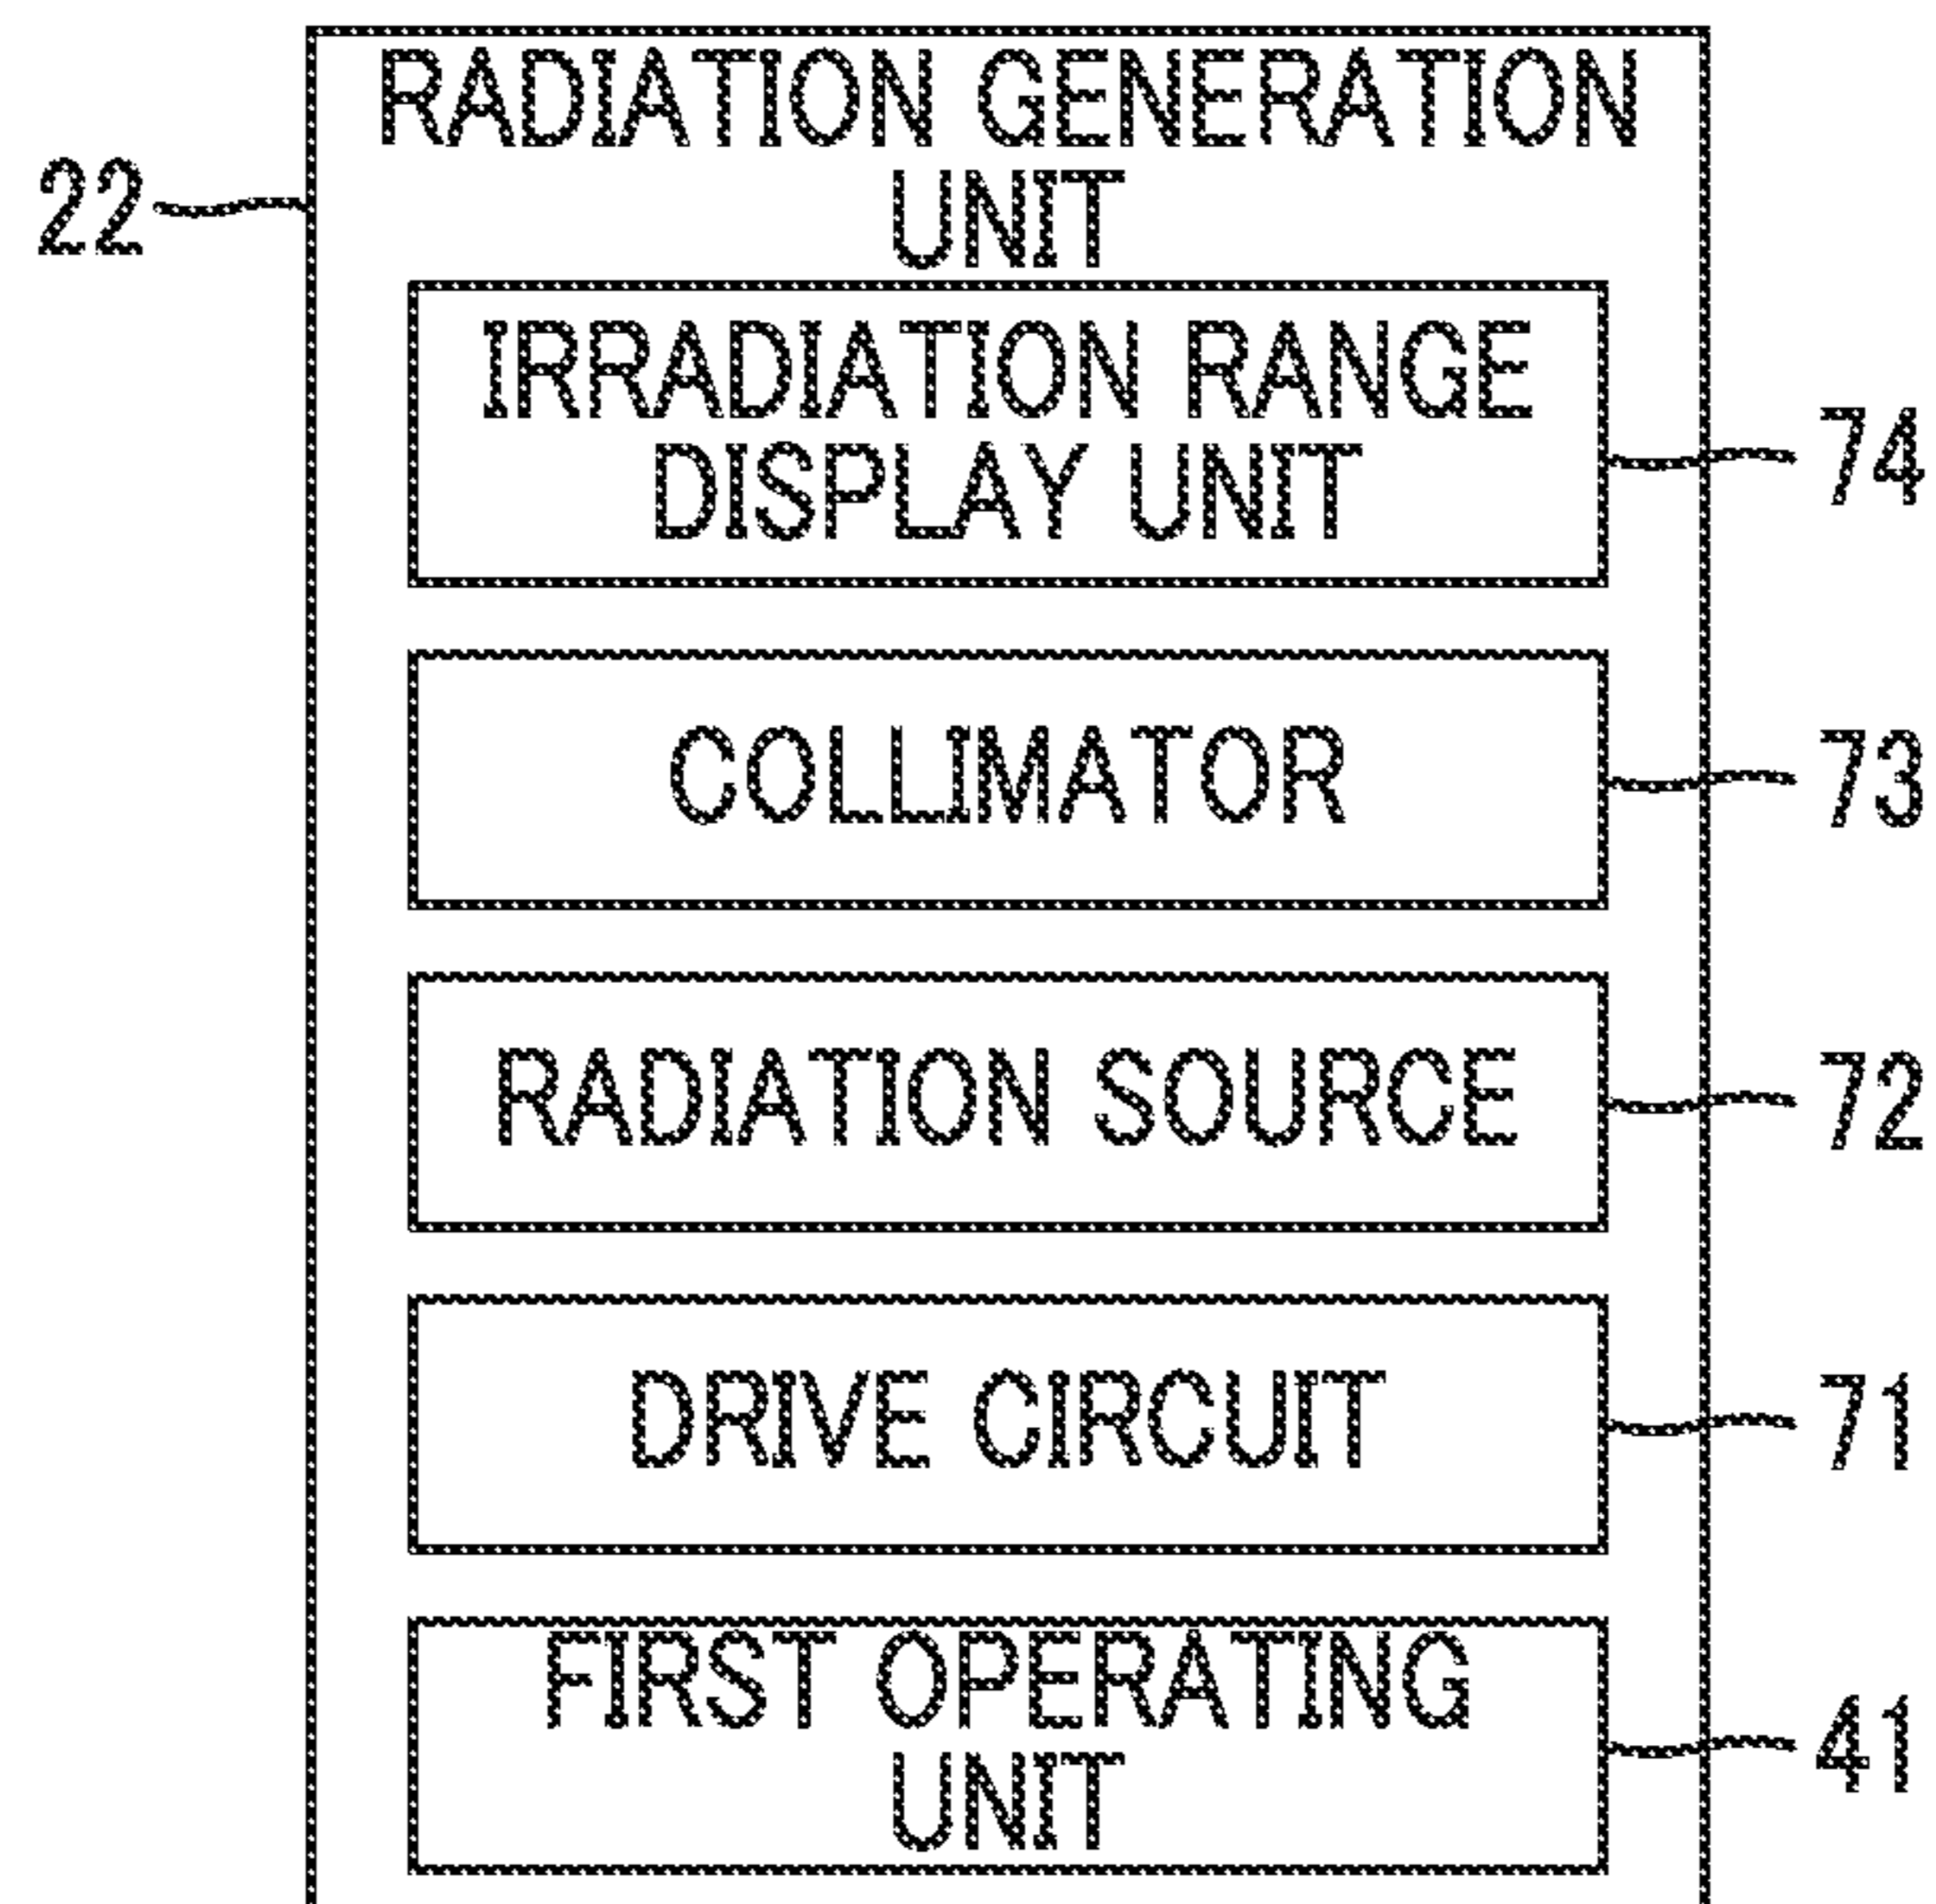 RADIATION GENERATION
UNIT
22
IRRADIATION RANGE
DISPLAY UNIT
74
COLLIMATOR
73
RADIATION SOURCE
72
DRIVE CIRCUIT
71
FIRST OPERATING
UNIT
41